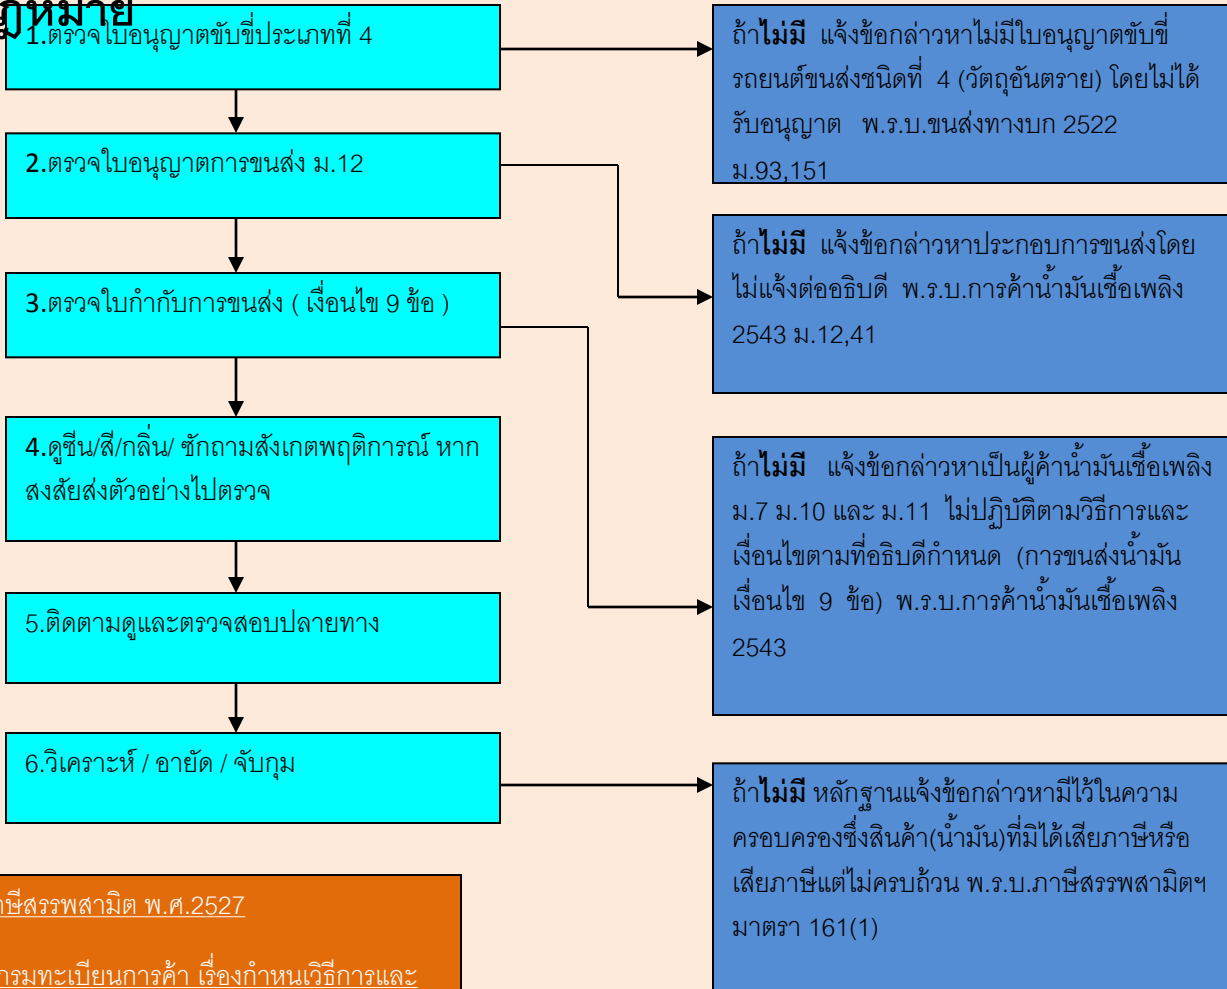 ฎหมาย
1.ตรวจใบอนุญาตขับขี่ประเภทที่ 4
2.ตรวจใบอนุญาตการขนส่ง ม.12
3.ตรวจใบกำกับการขนส่ง ( เงื่อนไข 9 ข้อ )
4.ดูซีน/สี/กลิ่น/ ซักถามสังเกตพฤติการณ์ หาก
สงสัยส่งตัวอย่างไปตรวจ
5.ติดตามดูและตรวจสอบปลายทาง
6.วิเคราะห์ / อายัด / จับกุม
ถ้าไม่มี แจ้งข้อกล่าวหาไม่มีใบอนุญาตขับขี่
รถยนต์ขนส่งชนิดที่ 4 (วัตถุอันตราย) โดยไม่ได้
รับอนุญาต พ.ร.บ.ขนส่งทางบก 2522
ม.93,151
ถ้าไม่มี แจ้งข้อกล่าวหาประกอบการขนส่งโดย
ไม่แจ้งต่ออธิบดี พ.ร.บ.การค้าน้ำมันเชื้อเพลิง
2543 ม.12,41
ถ้าไม่มี แจ้งข้อกล่าวหาเป็นผู้ค้าน้ำมันเชื้อเพลิง
ม.7 ม.10 และ ม.11 ไม่ปฏิบัติตามวิธีการและ
เงื่อนไขตามที่อธิบดีกำหนด (การขนส่งน้ำมัน
เงื่อนไข 9 ข้อ) พ.ร.บ.การค้าน้ำมันเชื้อเพลิง
2543
ถ้าไม่มี หลักฐานแจ้งข้อกล่าวหามีไว้ในความ
ครอบครองซึ่งสินค้า(น้ำมัน)ที่มิได้เสียภาษีหรือ
เสียภาษีแต่ไม่ครบถ้วน พ.ร.บ.ภาษีสรรพสามิตฯ
มาตรา 161(1)
าษีสรรพสามิต พ.ศ.2527
กรมทะเบียนการค้า เรื่องกำหนเวิธีการและ